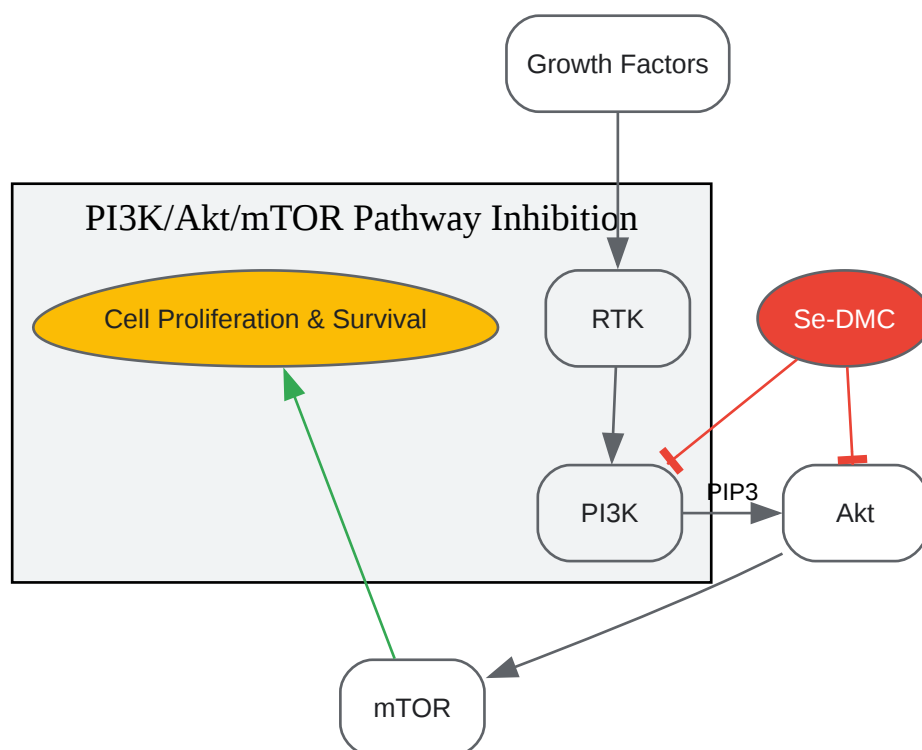 Growth Factors
PI3K/Akt/mTOR Pathway Inhibition
Cell Proliferation & Survival
RTK
Se-DMC
PI3K
PIP3
Akt
mTOR